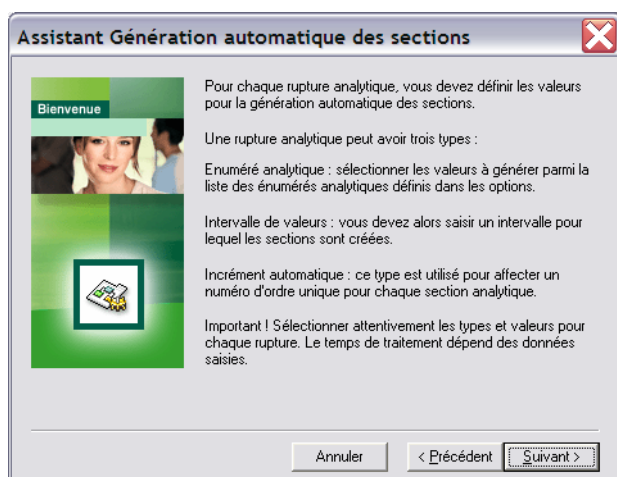 Assistant Génération automatique des sections
Bienvenue
Pour chaque rupture analytique, vous devez définir les valeurs
pour la génération automatique des sections.
Une rupture analytique peut avoir trois types :
Enuméré analytique : sélectionner les valeurs à générer parmi la
liste des énumérés analytiques définis dans les options.
Intervalle de valeurs : vous devez alors saisir un intervalle pour
lequel les sections sont créées.
Incrément automatique : ce type est utilisé pour affecter un
numéro d'ordre unique pour chaque section analytique.
Important ! Sélectionner attentivement les types et valeurs pour
chaque rupture. Le temps de traitement dépend des données
saisies.
Annuler
< Précédent
Suivant >